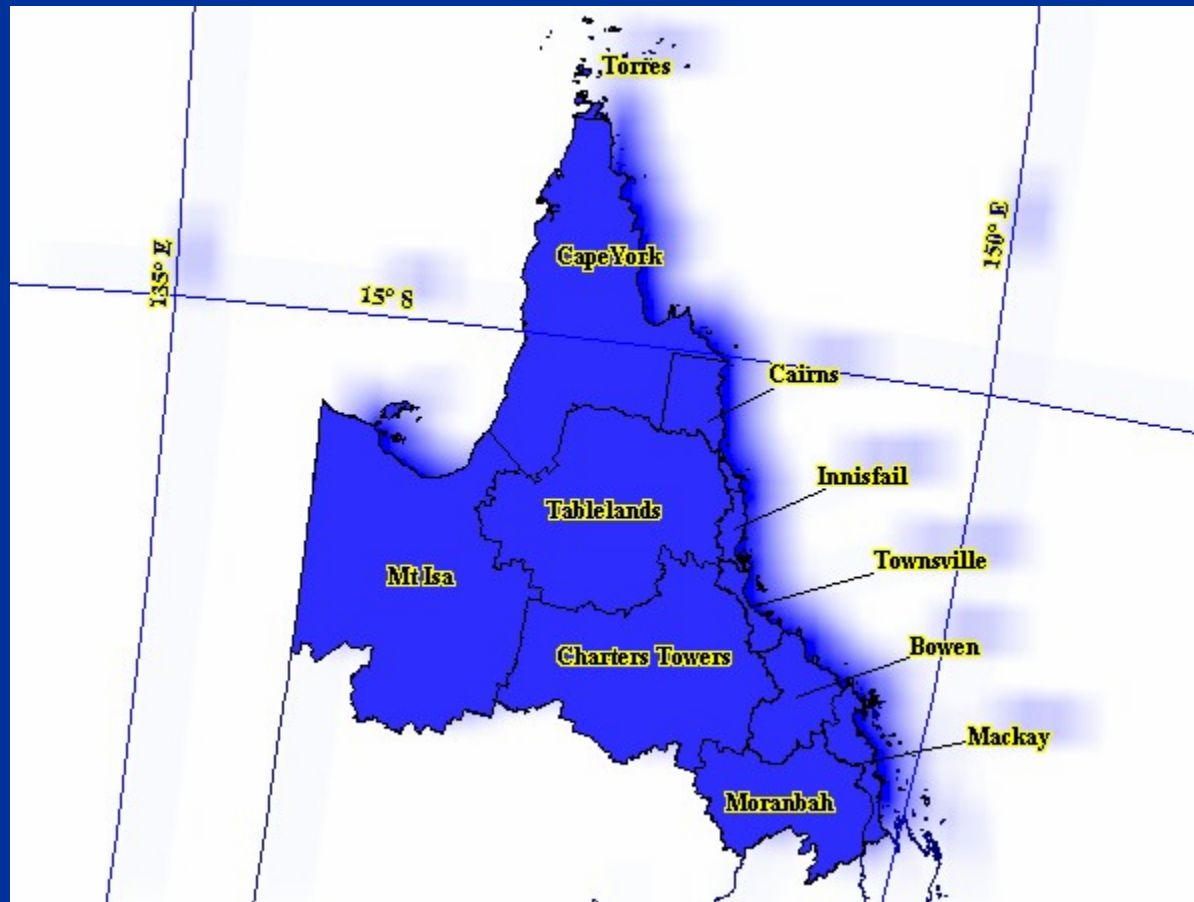 Torres
Cape York
135° E
15° S
150° E
Cairns
Innisfail
Tablelands
Townsville
Mt Isa
Bowen
Charters Towers
Mackay
Moranbah